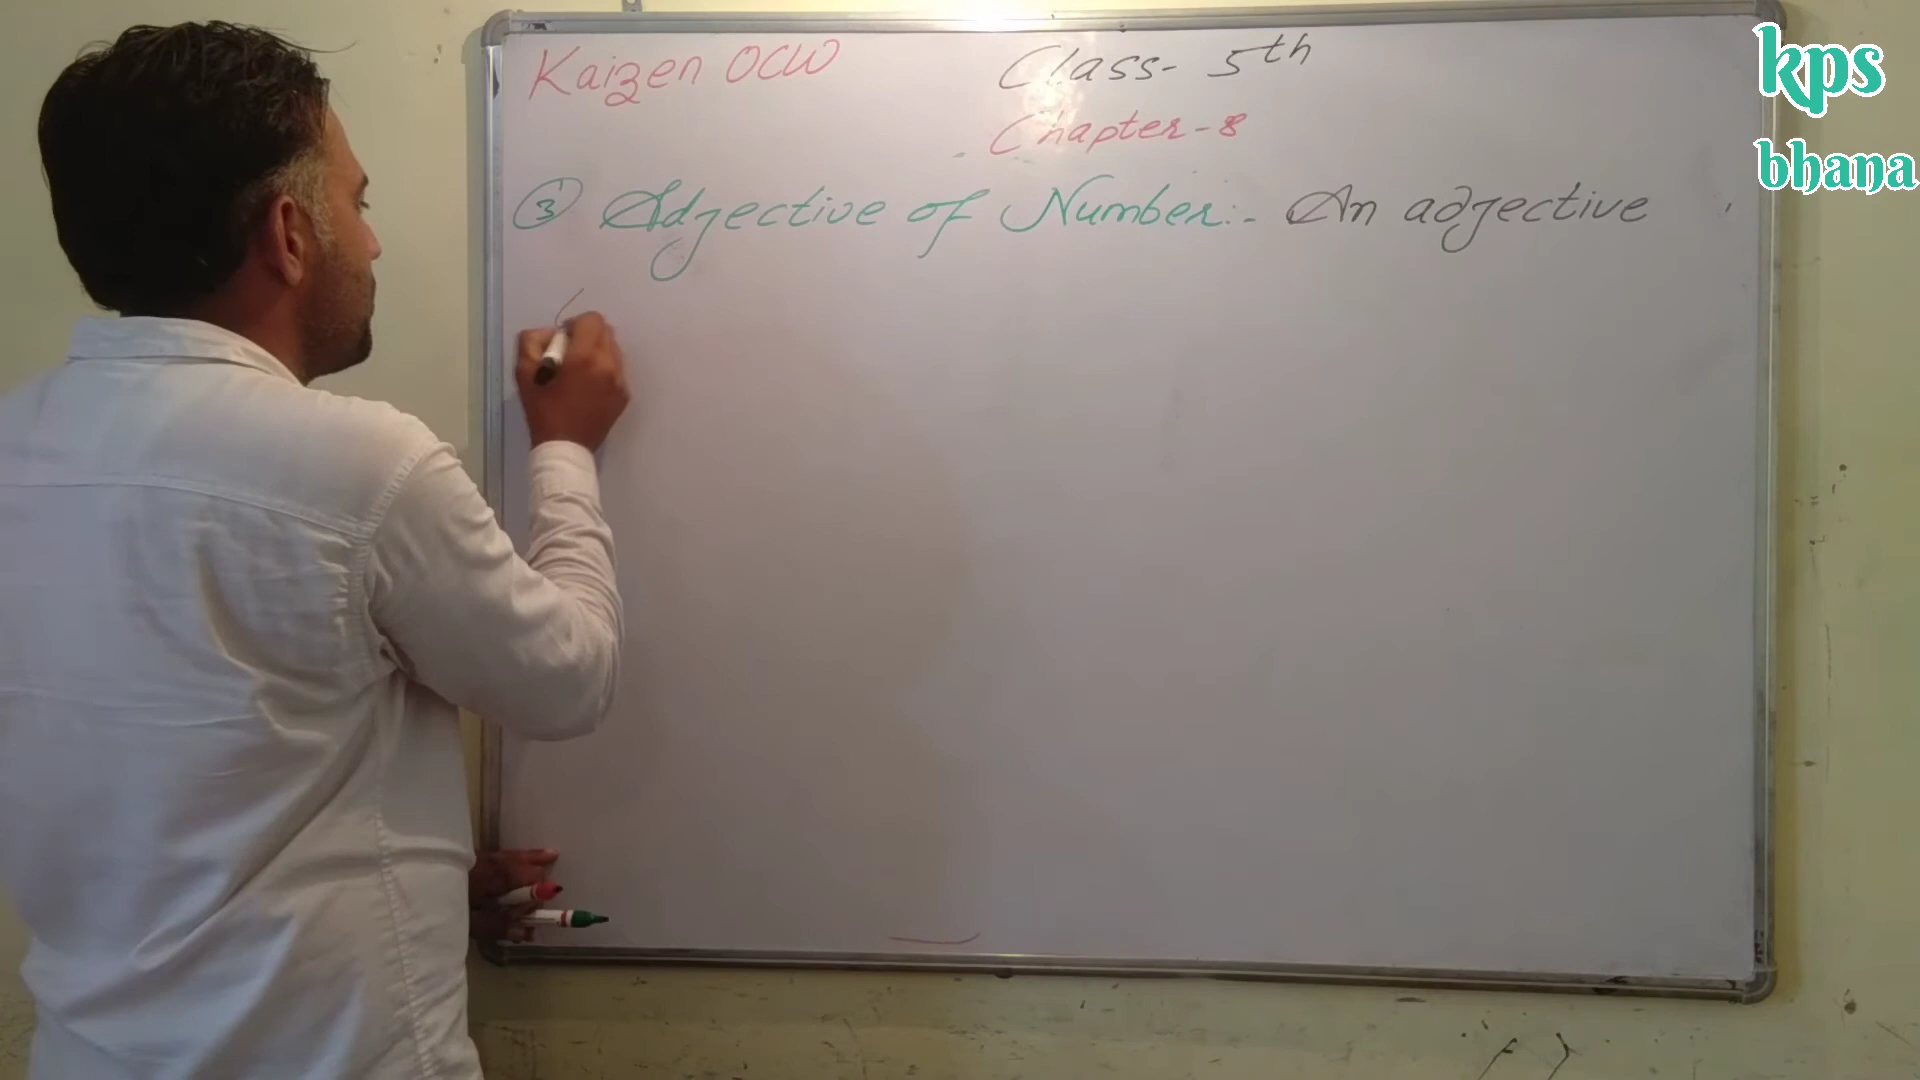 Kaizen OCW Class- 5th
Chapter-8
③ Adjective of Number:- An adjective
kps
bhana